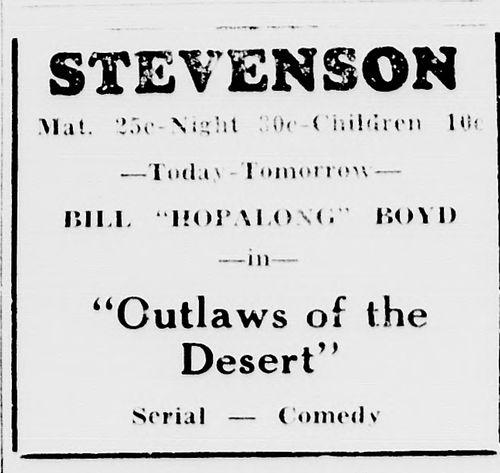 STEVENSON
Mat. 25c-Night 30c-Children 10c
—Today-Tomorrow—
BILL "HOPALONG" BOYD
—in—
"Outlaws of the
Desert"
Serial — Comedy